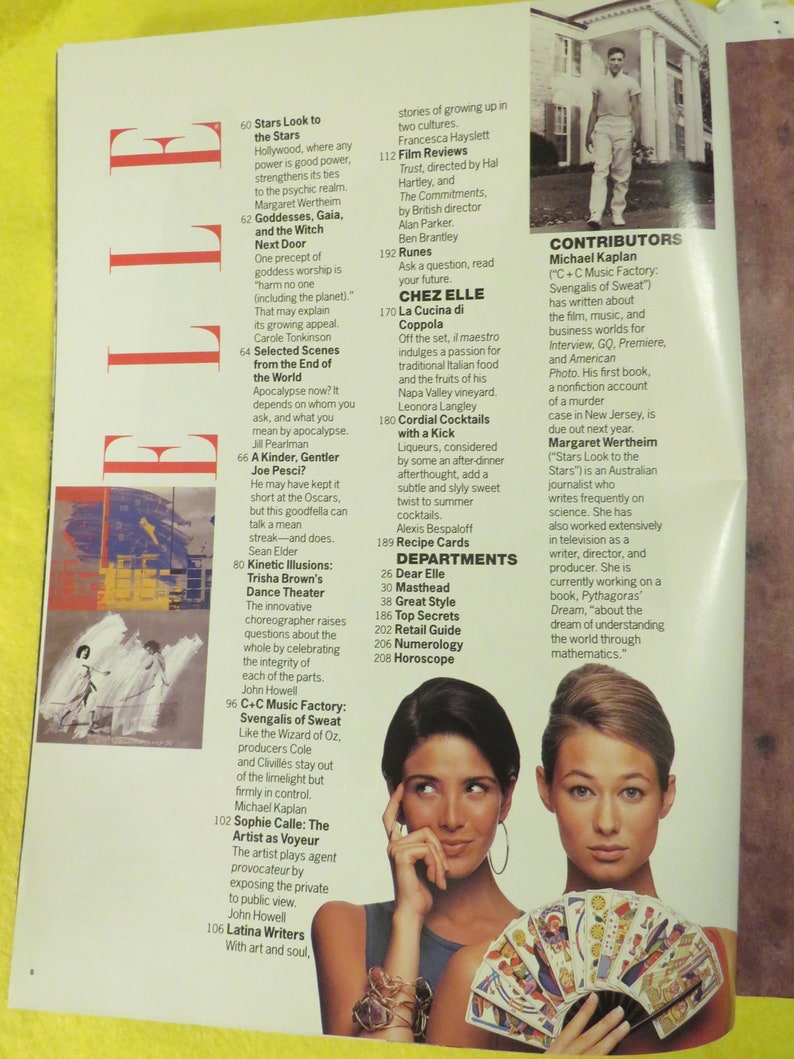 ELLE
60 Stars Look to
the Stars
Hollywood, where any
power is good power,
strengthens its ties
to the psychic realm.
Margaret Wertheim
62 Goddesses, Gaia,
and the Witch
Next Door
One precept of
goddess worship is
“harm no one
(including the planet).”
That may explain
its growing appeal.
Carole Tonkinson
64 Selected Scenes
from the End of
the World
Apocalypse now? It
depends on whom you
ask, and what you
mean by apocalypse.
Jill Pearlman
66 A Kinder, Gentler
Joe Pesci?
He may have kept it
short at the Oscars,
but this goodfella can
talk a mean
streak—and does.
Sean Elder
80 Kinetic Illusions:
Trisha Brown's
Dance Theater
The innovative
choreographer raises
questions about the
whole by celebrating
the integrity of
each of the parts.
John Howell
96 C+C Music Factory:
Svengalis of Sweat
Like the Wizard of Oz,
producers Cole
and Clivillés stay out
of the limelight but
firmly in control.
Michael Kaplan
102 Sophie Calle: The
Artist as Voyeur
The artist plays agent
provocateur by
exposing the private
to public view.
John Howell
106 Latina Writers
With art and soul,
stories of growing up in
two cultures.
Francesca Hayslett
112 Film Reviews
Trust, directed by Hal
Hartley, and
The Commitments,
by British director
Alan Parker.
Ben Brantley
192 Runes
Ask a question, read
your future.
CHEZ ELLE
170 La Cucina di
Coppola
Off the set, il maestro
indulges a passion for
traditional Italian food
and the fruits of his
Napa Valley vineyard.
Leonora Langley
180 Cordial Cocktails
with a Kick
Liqueurs, considered
by some an after-dinner
afterthought, add a
subtle and slyly sweet
twist to summer
cocktails.
Alexis Bespaloff
189 Recipe Cards
DEPARTMENTS
26 Dear Elle
30 Masthead
38 Great Style
186 Top Secrets
202 Retail Guide
206 Numerology
208 Horoscope
CONTRIBUTORS
Michael Kaplan
(“C+C Music Factory:
Svengalis of Sweat”)
has written about
the film, music, and
business worlds for
Interview, GQ, Premiere,
and American
Photo. His first book,
a nonfiction account
of a murder
case in New Jersey, is
due out next year.
Margaret Wertheim
(“Stars Look to the
Stars”) is an Australian
journalist who
writes frequently on
science. She has
also worked extensively
in television as a
writer, director, and
producer. She is
currently working on a
book, Pythagoras'
Dream, “about the
dream of understanding
the world through
mathematics.”
8